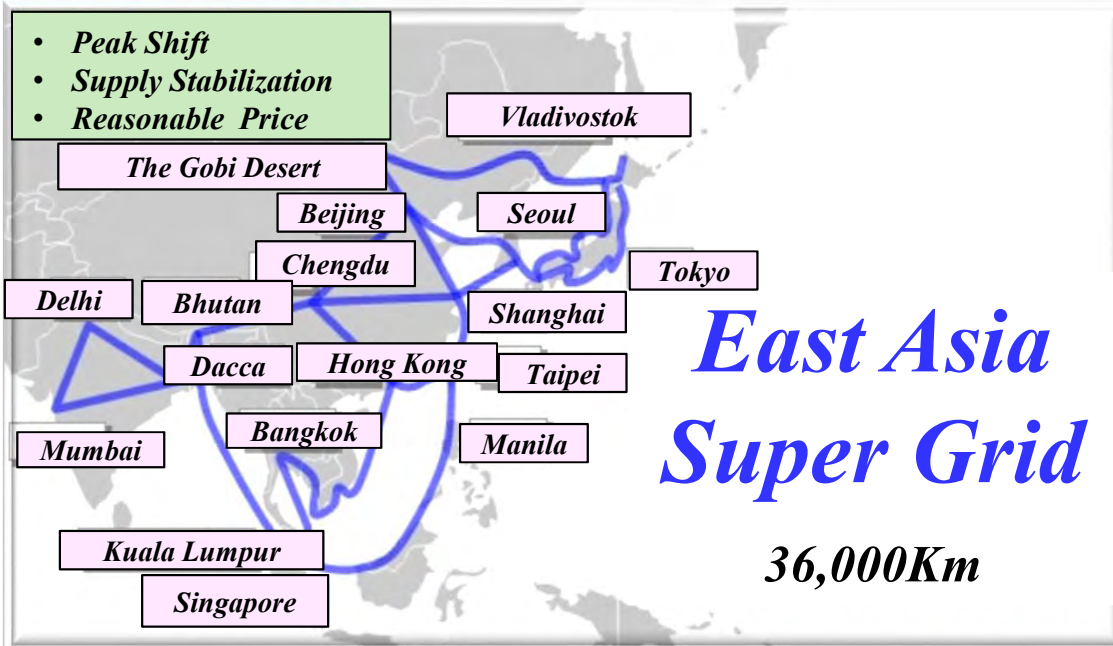 • Peak Shift
• Supply Stabilization
• Reasonable Price
Vladivostok
The Gobi Desert
Beijing
Seoul
Chengdu
Tokyo
Delhi
Bhutan
Shanghai
Dacca
Hong Kong
Taipei
East Asia
Super Grid
Bangkok
Manila
Mumbai
Kuala Lumpur
36,000Km
Singapore